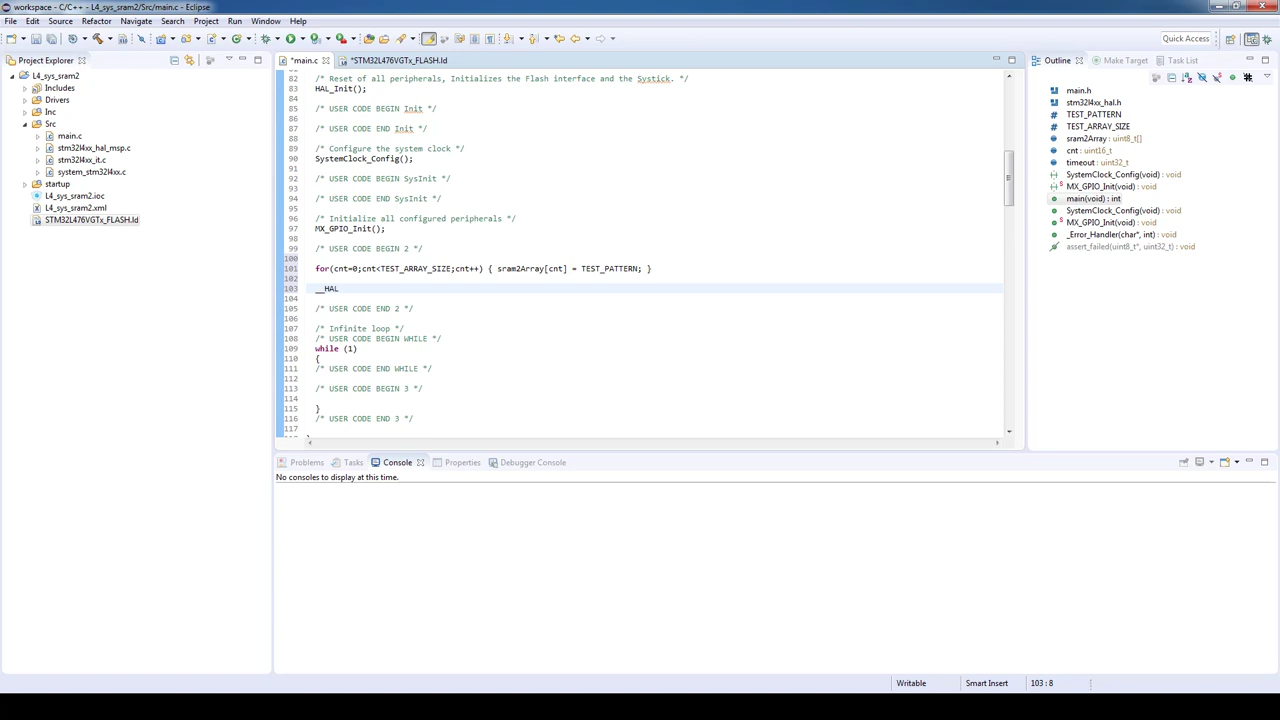 workspace - C/C++ - L4_sys_sram2/Src/main.c - Eclipse
File Edit Source Refactor Navigate Search Project Run Window Help
Quick Access
Project Explorer
L4_sys_sram2
Includes
Drivers
Inc
Src
main.c
stm32l4xx_hal_msp.c
stm32l4xx_it.c
system_stm32l4xx.c
startup
L4_sys_sram2.ioc
L4_sys_sram2.xml
STM32L476VGTx_FLASH.ld
*main.c *STM32L476VGTx_FLASH.ld
82 /* Reset of all peripherals, Initializes the Flash interface and the Systick. */
83 HAL_Init();
84
85 /* USER CODE BEGIN Init */
86
87 /* USER CODE END Init */
88
89 /* Configure the system clock */
90 SystemClock_Config();
91
92 /* USER CODE BEGIN SysInit */
93
94 /* USER CODE END SysInit */
95
96 /* Initialize all configured peripherals */
97 MX_GPIO_Init();
98
99 /* USER CODE BEGIN 2 */
100
101 for(cnt=0;cnt<TEST_ARRAY_SIZE;cnt++) { sram2Array[cnt] = TEST_PATTERN; }
102
103 __HAL
104
105 /* USER CODE END 2 */
106
107 /* Infinite loop */
108 /* USER CODE BEGIN WHILE */
109 while (1)
110 {
111 /* USER CODE END WHILE */
112
113 /* USER CODE BEGIN 3 */
114
115 }
116 /* USER CODE END 3 */
117
Outline Make Target Task List
main.h
stm32l4xx_hal.h
TEST_PATTERN
TEST_ARRAY_SIZE
sram2Array : uint8_t[]
cnt : uint16_t
timeout : uint32_t
SystemClock_Config(void) : void
MX_GPIO_Init(void) : void
main(void) : int
SystemClock_Config(void) : void
MX_GPIO_Init(void) : void
_Error_Handler(char*, int) : void
assert_failed(uint8_t*, uint32_t) : void
Problems Tasks Console Properties Debugger Console
No consoles to display at this time.
Writable Smart Insert 103 : 8